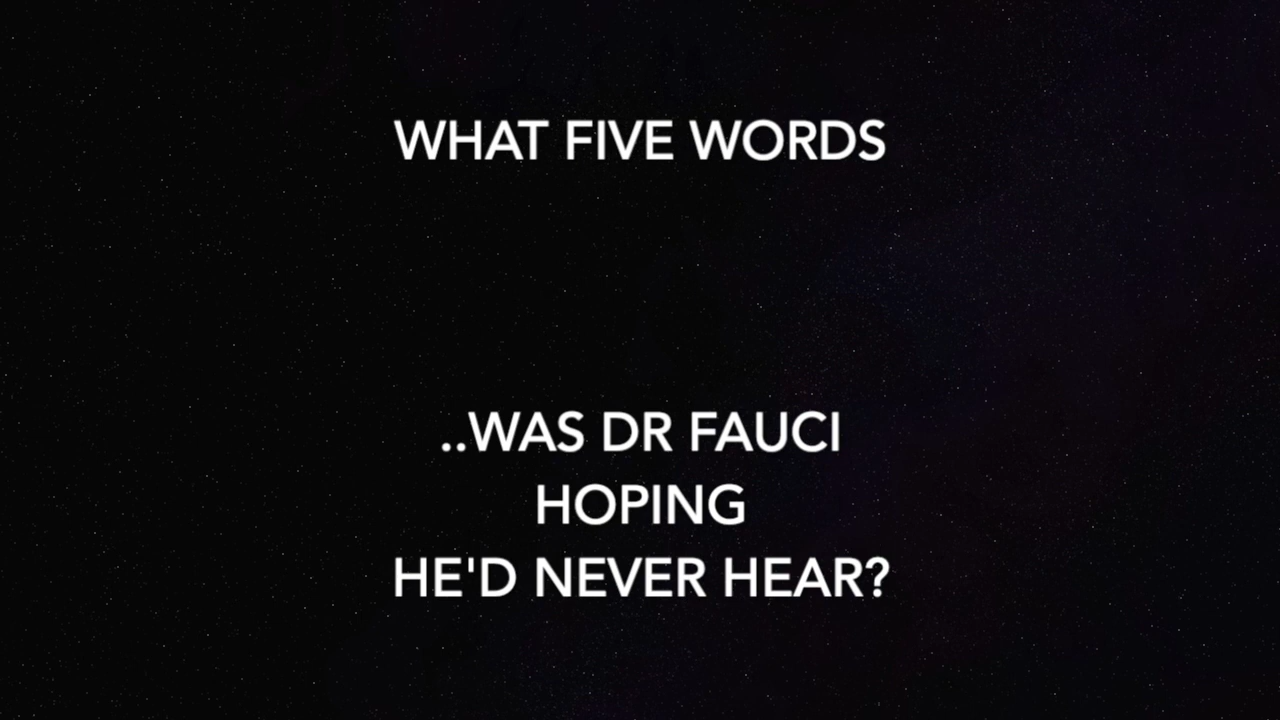 WHAT FIVE WORDS
..WAS DR FAUCI
HOPING
HE'D NEVER HEAR?